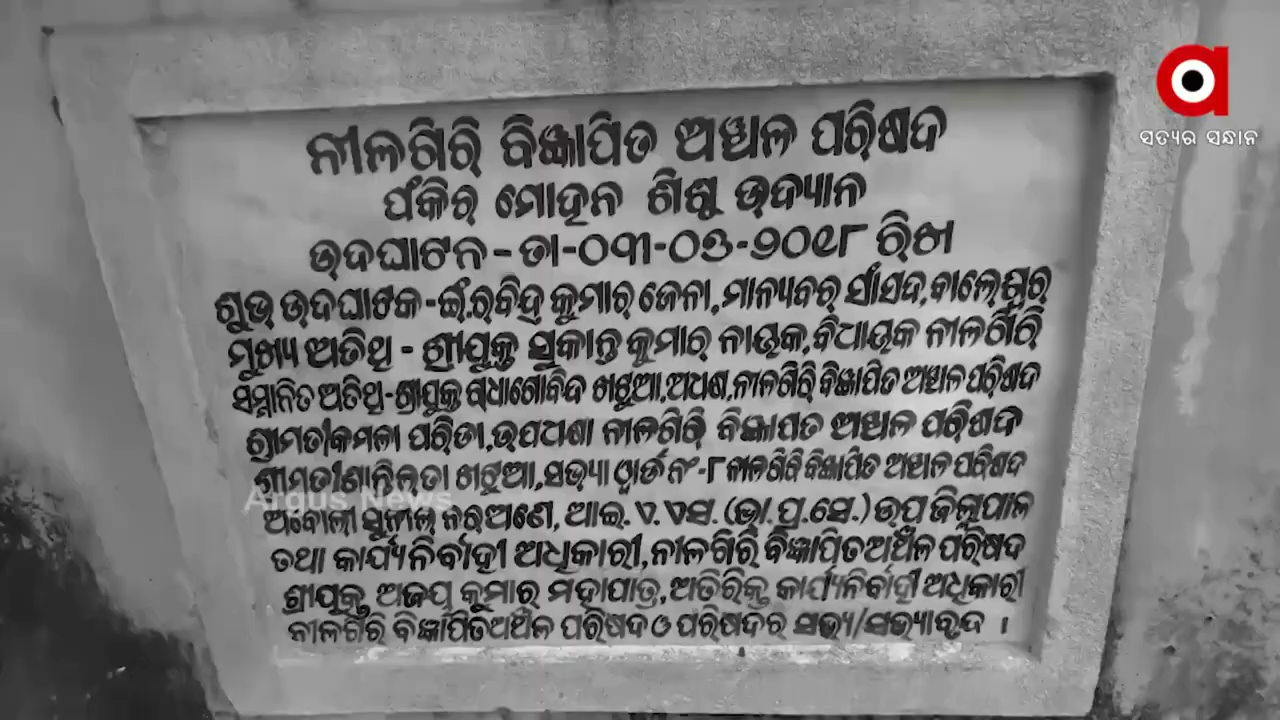 ସତ୍ୟର ସନ୍ଧାନ
ନୀଳଗିରି ବିଜ୍ଞାପିତ ଅଞ୍ଚଳ ପରିଷଦ
ଫକିର ମୋହନ ଶିଶୁ ଉଦ୍ୟାନ
ଉଦଘାଟନ - ତା-୦୩-୦୬-୨୦୧୮ ରିଖ
ଶୁଭ ଉଦଘାଟକ - ଇଂ.ରବିନ୍ଦ୍ର କୁମାର ଜେନା, ମାନ୍ୟବର ସାଂସଦ, ବାଲେଶ୍ୱର
ମୁଖ୍ୟ ଅତିଥି - ଶ୍ରୀଯୁକ୍ତ ସୁକାନ୍ତ କୁମାର ନାୟକ, ବିଧାୟକ ନୀଳଗିରି
ସମ୍ମାନିତ ଅତିଥି-ଶ୍ରୀଯୁକ୍ତ ରାଧାଗୋବିନ୍ଦ ଖଟୁଆ, ଅଧକ୍ଷ, ନୀଳଗିରି ବିଜ୍ଞାପିତ ଅଞ୍ଚଳ ପରିଷଦ
ଶ୍ରୀମତୀ କମଳା ପରିଡା, ଉପାଧକ୍ଷା ନୀଳଗିରି ବିଜ୍ଞାପିତ ଅଞ୍ଚଳ ପରିଷଦ
ଶ୍ରୀମତୀ ଶାନ୍ତିଲତା ଖଟୁଆ, ସଭ୍ୟା ୱାର୍ଡ ନଂ-୮ ନୀଳଗିରି ବିଜ୍ଞାପିତ ଅଞ୍ଚଳ ପରିଷଦ
Argus News
ଅବୋଲୀ ସୁନୀଲ ନରୱଣେ, ଆଇ.ଏ.ଏସ. (ଭା.ପ୍ର.ସେ.) ଉପ ଜିଲ୍ଲାପାଳ
ତଥା କାର୍ଯ୍ୟନିର୍ବାହୀ ଅଧିକାରୀ, ନୀଳଗିରି ବିଜ୍ଞାପିତ ଅଞ୍ଚଳ ପରିଷଦ
ଶ୍ରୀଯୁକ୍ତ ଅଜୟ କୁମାର ମହାପାତ୍ର, ଅତିରିକ୍ତ କାର୍ଯ୍ୟନିର୍ବାହୀ ଅଧିକାରୀ
ନୀଳଗିରି ବିଜ୍ଞାପିତ ଅଞ୍ଚଳ ପରିଷଦ ଓ ପରିଷଦର ସଭ୍ୟ/ସଭ୍ୟାବୃନ୍ଦ ।